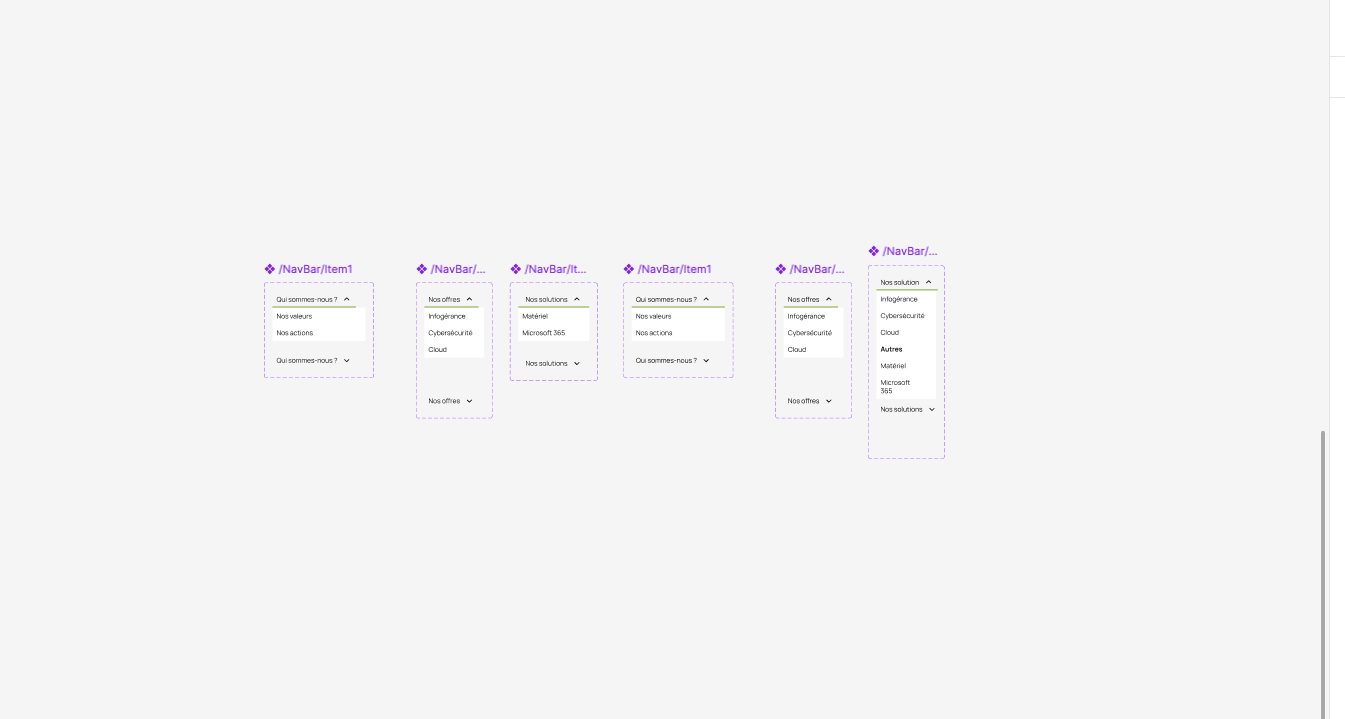 /NavBar/Item1
Qui sommes-nous ?
Nos valeurs
Nos actions
Qui sommes-nous ?
/NavBar/...
Nos offres
Infogérance
Cybersécurité
Cloud
Nos offres
/NavBar/It...
Nos solutions
Matériel
Microsoft 365
Nos solutions
/NavBar/Item1
Qui sommes-nous ?
Nos valeurs
Nos actions
Qui sommes-nous ?
/NavBar/...
Nos offres
Infogérance
Cybersécurité
Cloud
Nos offres
/NavBar/...
Nos solution
Infogérance
Cybersécurité
Cloud
Autres
Matériel
Microsoft
365
Nos solutions